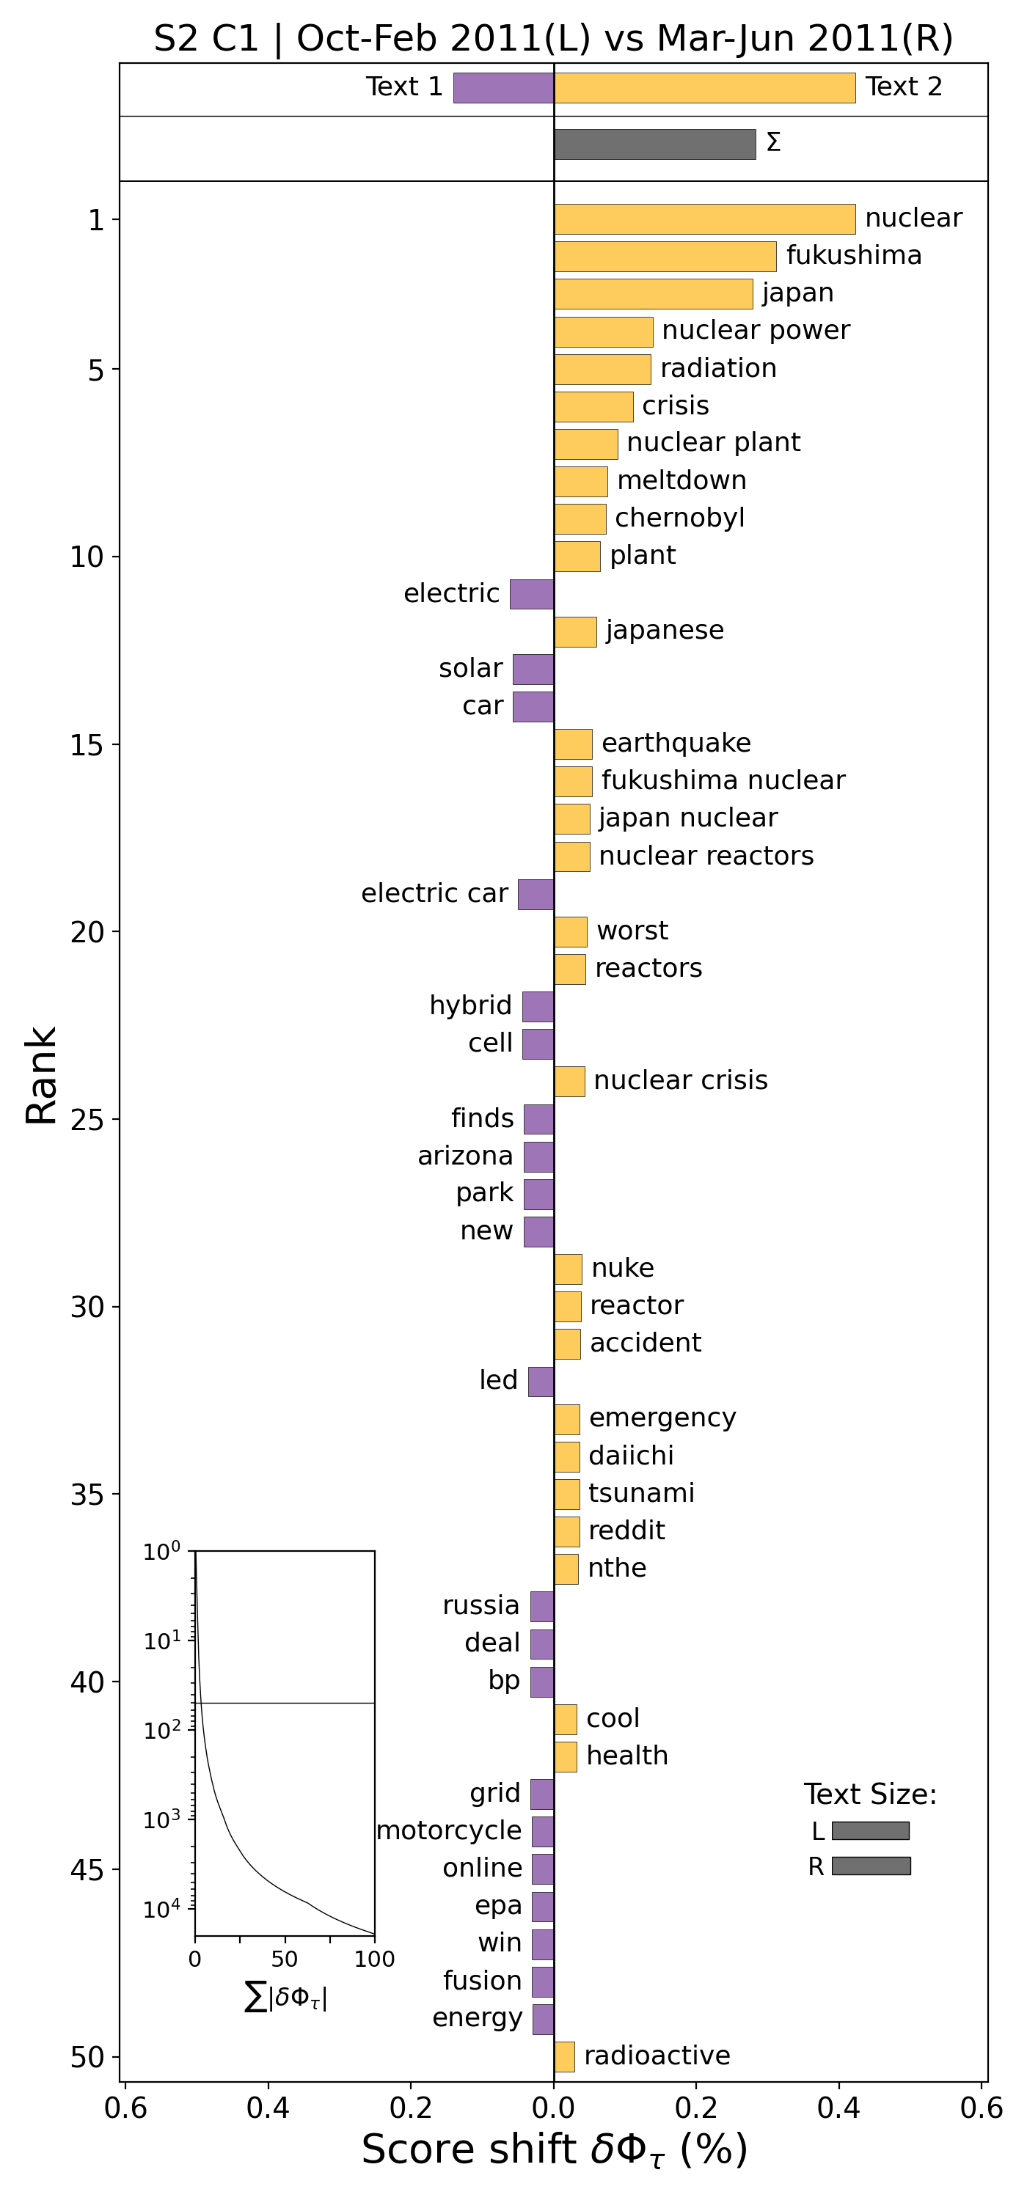 S2 C1 | Oct-Feb 2011(L) vs Mar-Jun 2011(R)
Text 1
Text 2
Σ
1
nuclear
fukushima
japan
nuclear power
5
radiation
crisis
nuclear plant
meltdown
chernobyl
10
plant
electric
japanese
solar
car
15
earthquake
fukushima nuclear
japan nuclear
nuclear reactors
electric car
20
worst
reactors
hybrid
cell
nuclear crisis
25
finds
arizona
park
new
nuke
30
reactor
accident
led
emergency
daiichi
35
tsunami
reddit
nthe
russia
deal
40
bp
cool
health
grid
motorcycle
45
online
epa
win
fusion
energy
50
radioactive
Rank
10⁰
10¹
10²
10³
10⁴
0 50 100
∑|δΦ_τ|
Text Size:
L
R
0.6 0.4 0.2 0.0 0.2 0.4 0.6
Score shift δΦ_τ (%)